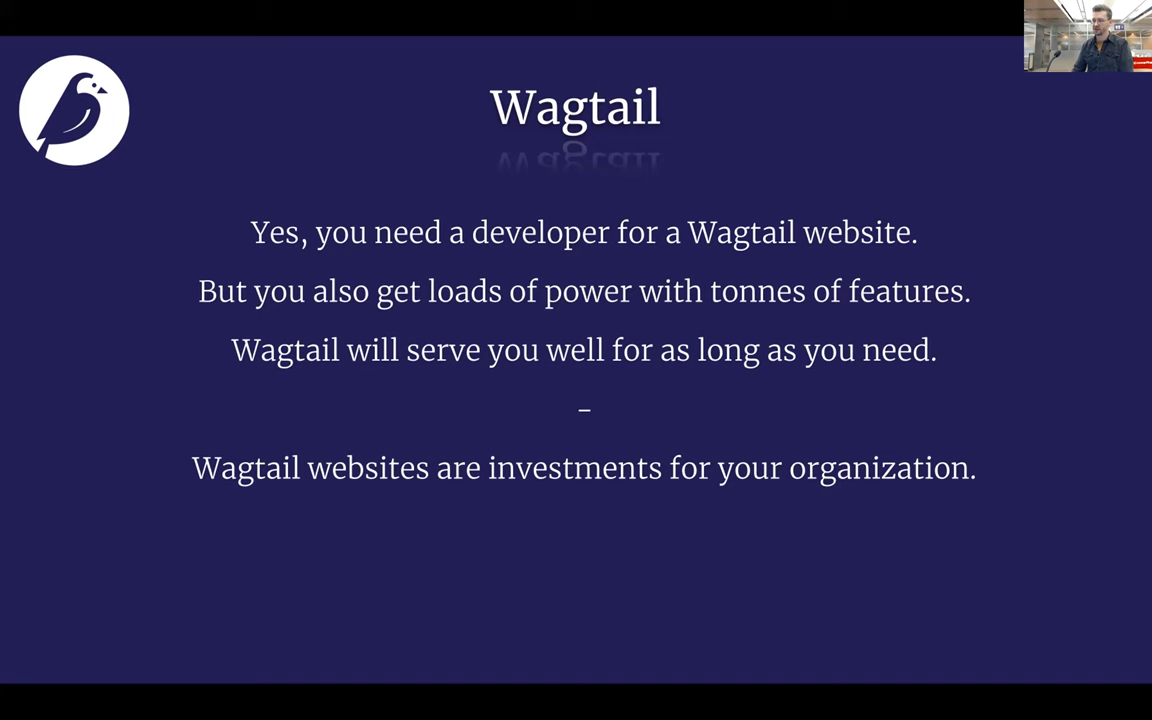 Wagtail
Yes, you need a developer for a Wagtail website.
But you also get loads of power with tonnes of features.
Wagtail will serve you well for as long as you need.
-
Wagtail websites are investments for your organization.